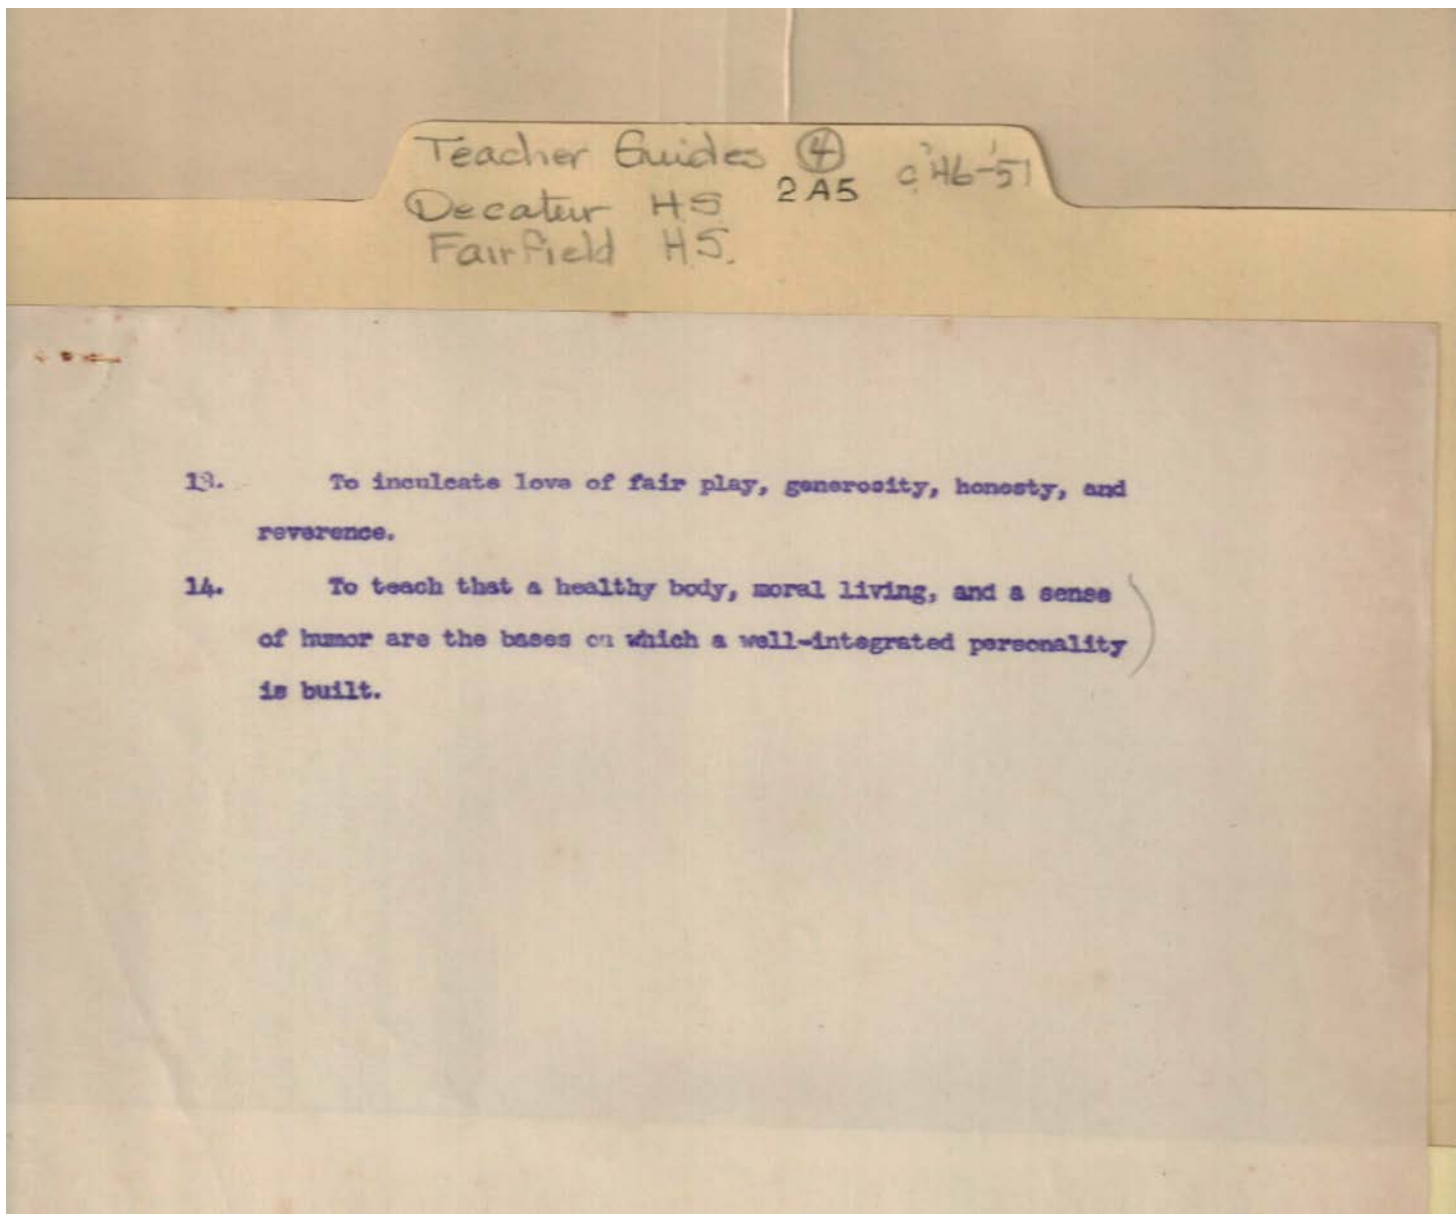 Teacher Guides ④ c '46-'51
2A5
Decatur HS
Fairfield HS.
13. To inculcate love of fair play, generosity, honesty, and
reverence.
14. To teach that a healthy body, moral living, and a sense
of humor are the bases on which a well-integrated personality
is built.